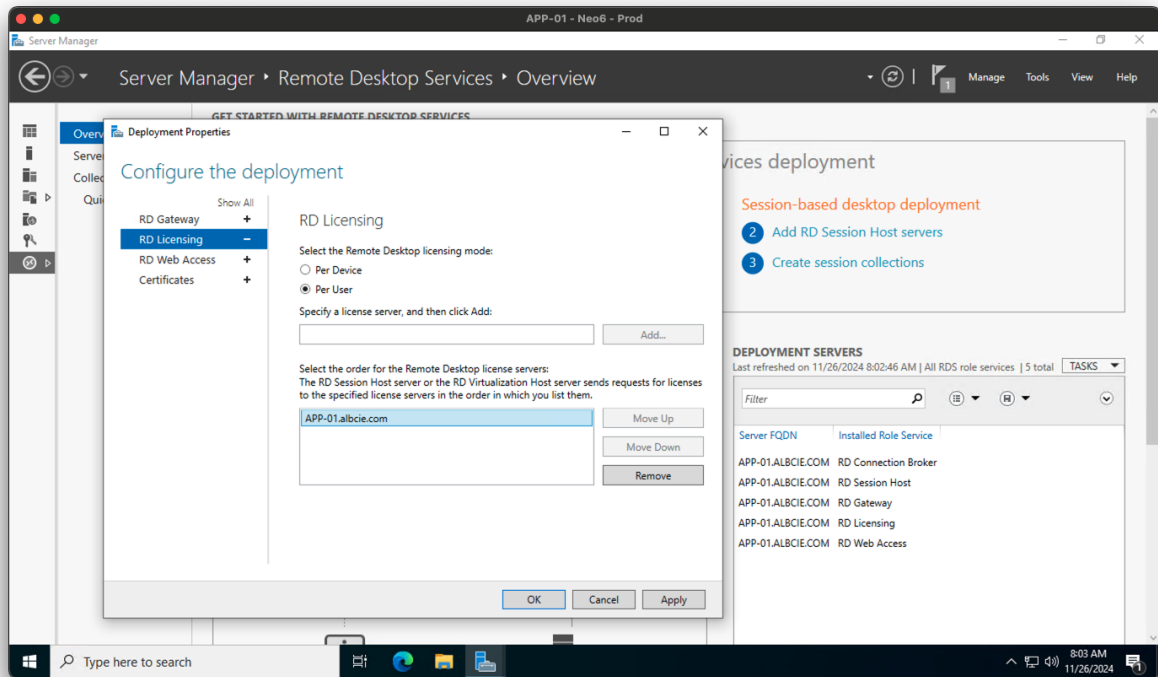 APP-01 - Neo6 - Prod
Server Manager
Server Manager ‣ Remote Desktop Services ‣ Overview
1
Manage
Tools
View
Help
GET STARTED WITH REMOTE DESKTOP SERVICES
Deployment Properties
Configure the deployment
Show All
RD Gateway +
RD Licensing –
RD Web Access +
Certificates +
RD Licensing
Select the Remote Desktop licensing mode:
Per Device
Per User
Specify a license server, and then click Add:
Add...
Select the order for the Remote Desktop license servers:
The RD Session Host server or the RD Virtualization Host server sends requests for licenses
to the specified license servers in the order in which you list them.
APP-01.albcie.com
Move Up
Move Down
Remove
OK
Cancel
Apply
Session-based desktop deployment
2 Add RD Session Host servers
3 Create session collections
DEPLOYMENT SERVERS
Last refreshed on 11/26/2024 8:02:46 AM | All RDS role services | 5 total
TASKS
Filter
Server FQDN Installed Role Service
APP-01.ALBCIE.COM RD Connection Broker
APP-01.ALBCIE.COM RD Session Host
APP-01.ALBCIE.COM RD Gateway
APP-01.ALBCIE.COM RD Licensing
APP-01.ALBCIE.COM RD Web Access
Type here to search
8:03 AM
11/26/2024
1